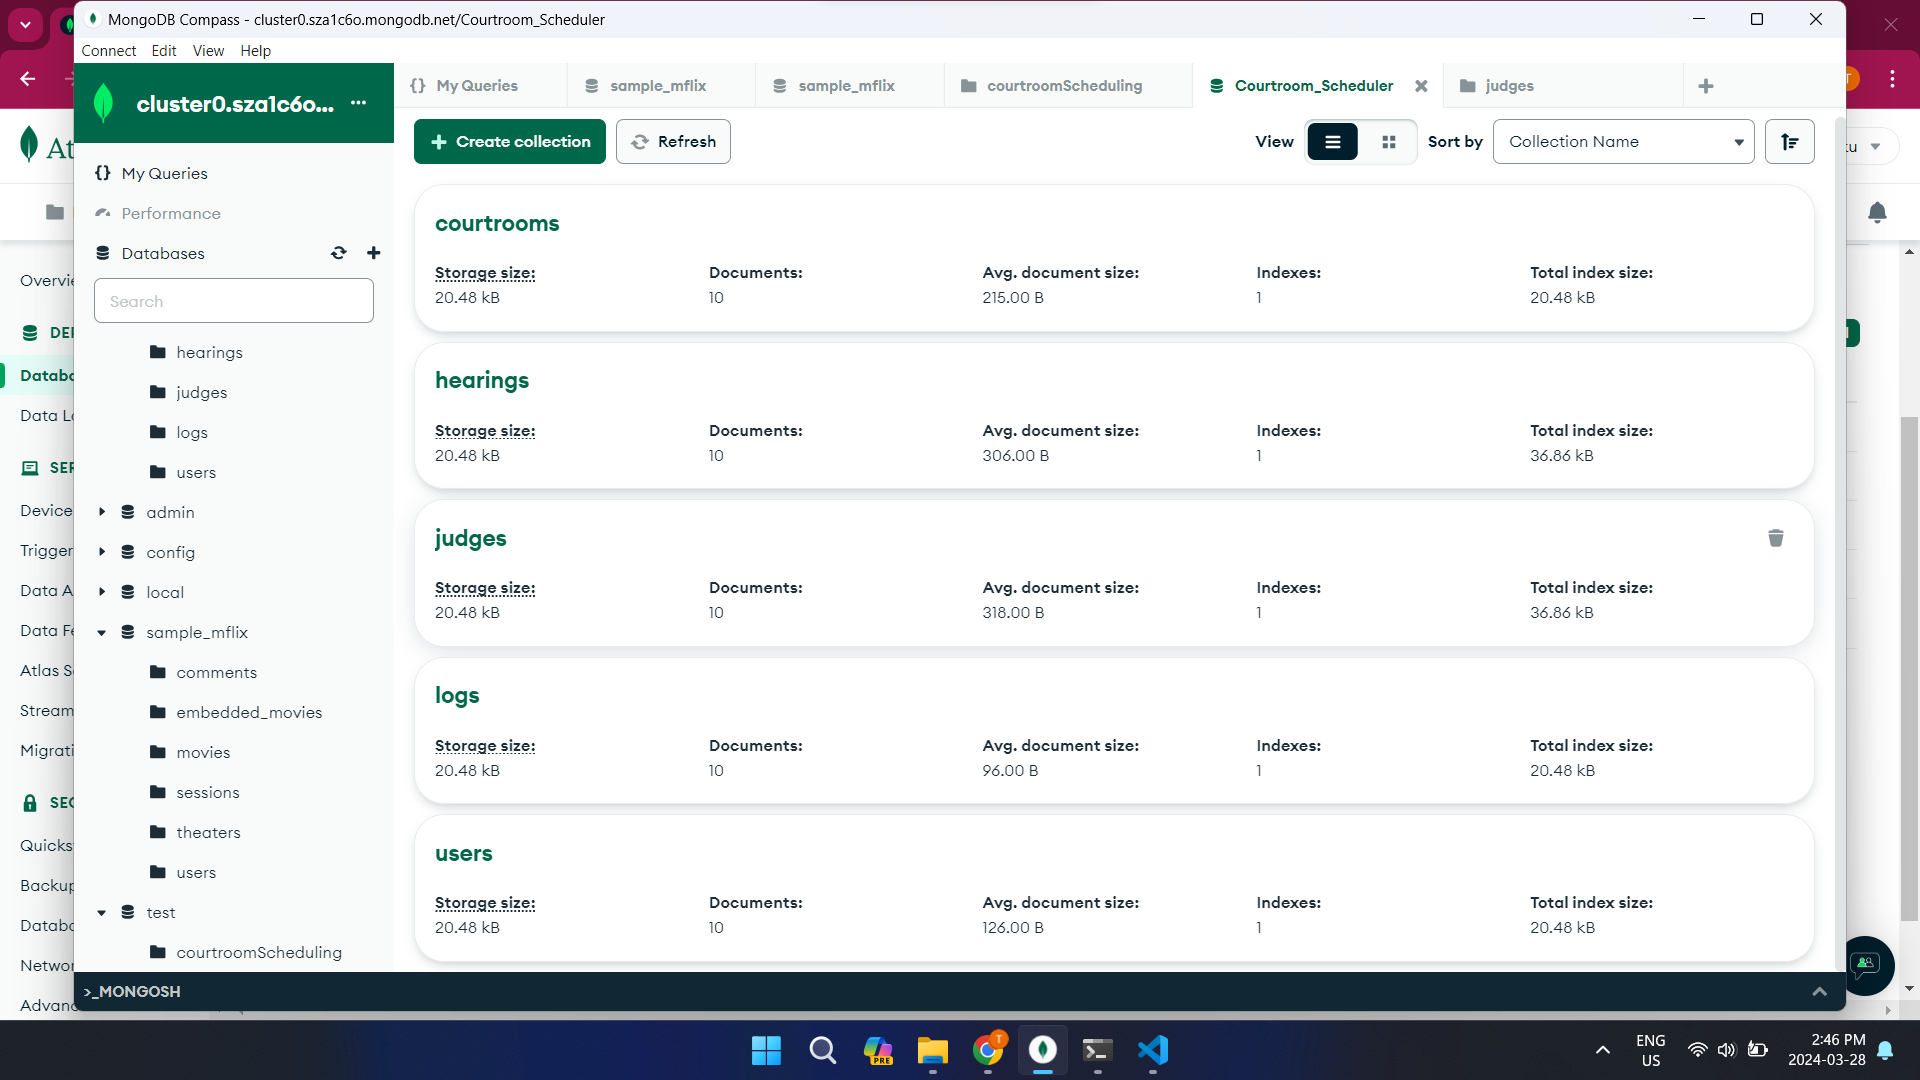 MongoDB Compass - cluster0.sza1c6o.mongodb.net/Courtroom_Scheduler
Connect Edit View Help
cluster0.sza1c6o... ...
{} My Queries
sample_mflix
sample_mflix
courtroomScheduling
Courtroom_Scheduler
judges
Create collection
Refresh
View
Sort by
Collection Name
{} My Queries
Performance
Databases
Search
hearings
judges
logs
users
admin
config
local
sample_mflix
comments
embedded_movies
movies
sessions
theaters
users
test
courtroomScheduling
courtrooms
Storage size: Documents: Avg. document size: Indexes: Total index size:
20.48 kB 10 215.00 B 1 20.48 kB
hearings
Storage size: Documents: Avg. document size: Indexes: Total index size:
20.48 kB 10 306.00 B 1 36.86 kB
judges
Storage size: Documents: Avg. document size: Indexes: Total index size:
20.48 kB 10 318.00 B 1 36.86 kB
logs
Storage size: Documents: Avg. document size: Indexes: Total index size:
20.48 kB 10 96.00 B 1 20.48 kB
users
Storage size: Documents: Avg. document size: Indexes: Total index size:
20.48 kB 10 126.00 B 1 20.48 kB
>_MONGOSH
At
Overvie
DEP
Databa
Data La
SER
Device
Trigger
Data A
Data Fe
Atlas Se
Stream
Migrati
SEC
Quicks
Backup
Databa
Networ
Advanc
PRE
T
ENG
US
2:46 PM
2024-03-28